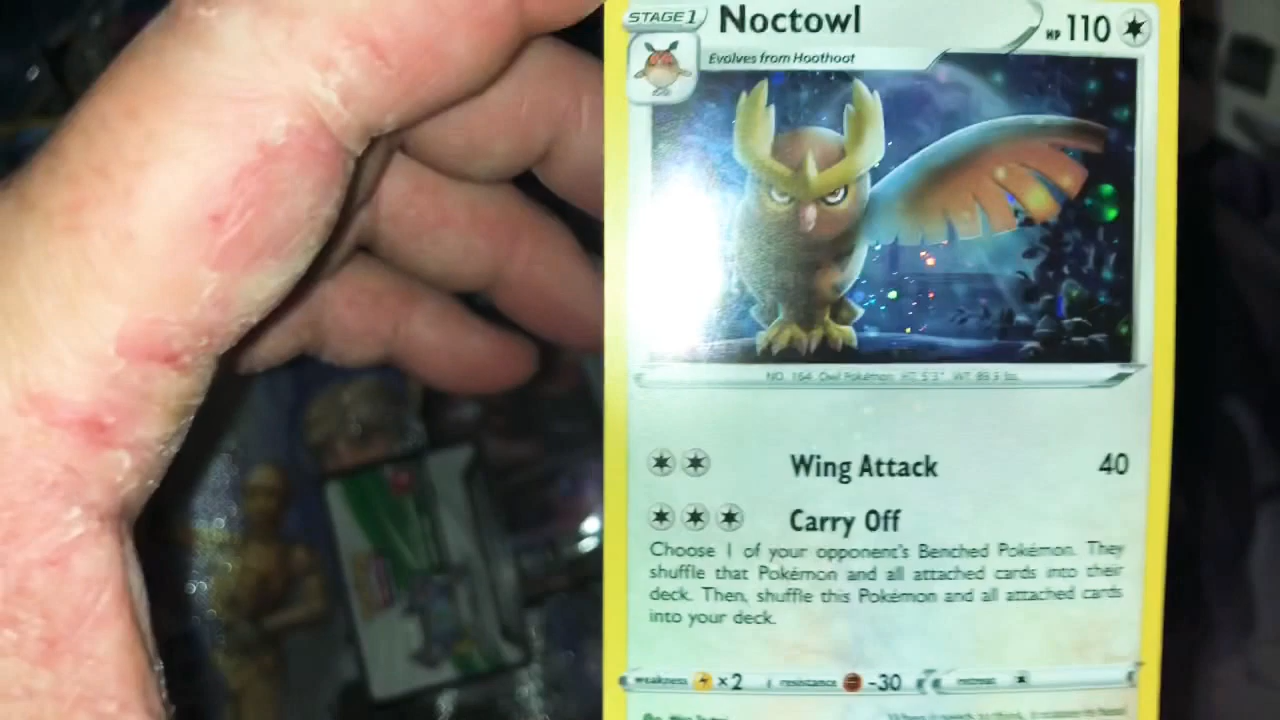 STAGE 1 Noctowl HP 110
Evolves from Hoothoot
NO. 164 Owl Pokémon HT: 5'3" WT: 89.9 lbs.
Wing Attack 40
Carry Off
Choose 1 of your opponent's Benched Pokémon. They
shuffle that Pokémon and all attached cards into their
deck. Then, shuffle this Pokémon and all attached cards
into your deck.
weakness ×2 resistance -30 retreat